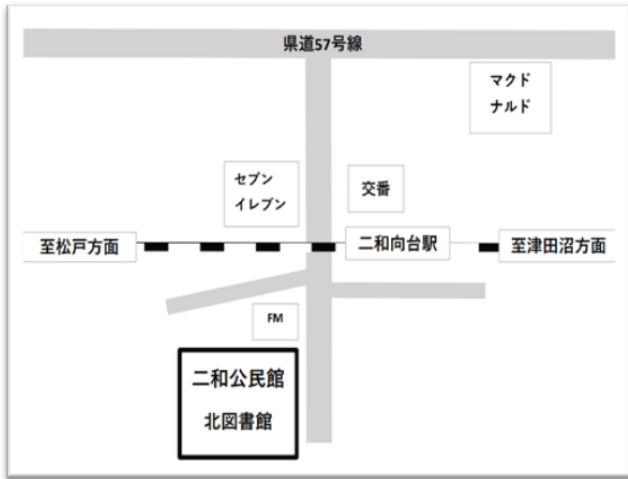 県道57号線
マクド
ナルド
セブン
イレブン
交番
至松戸方面
二和向台駅
至津田沼方面
FM
二和公民館
北図書館